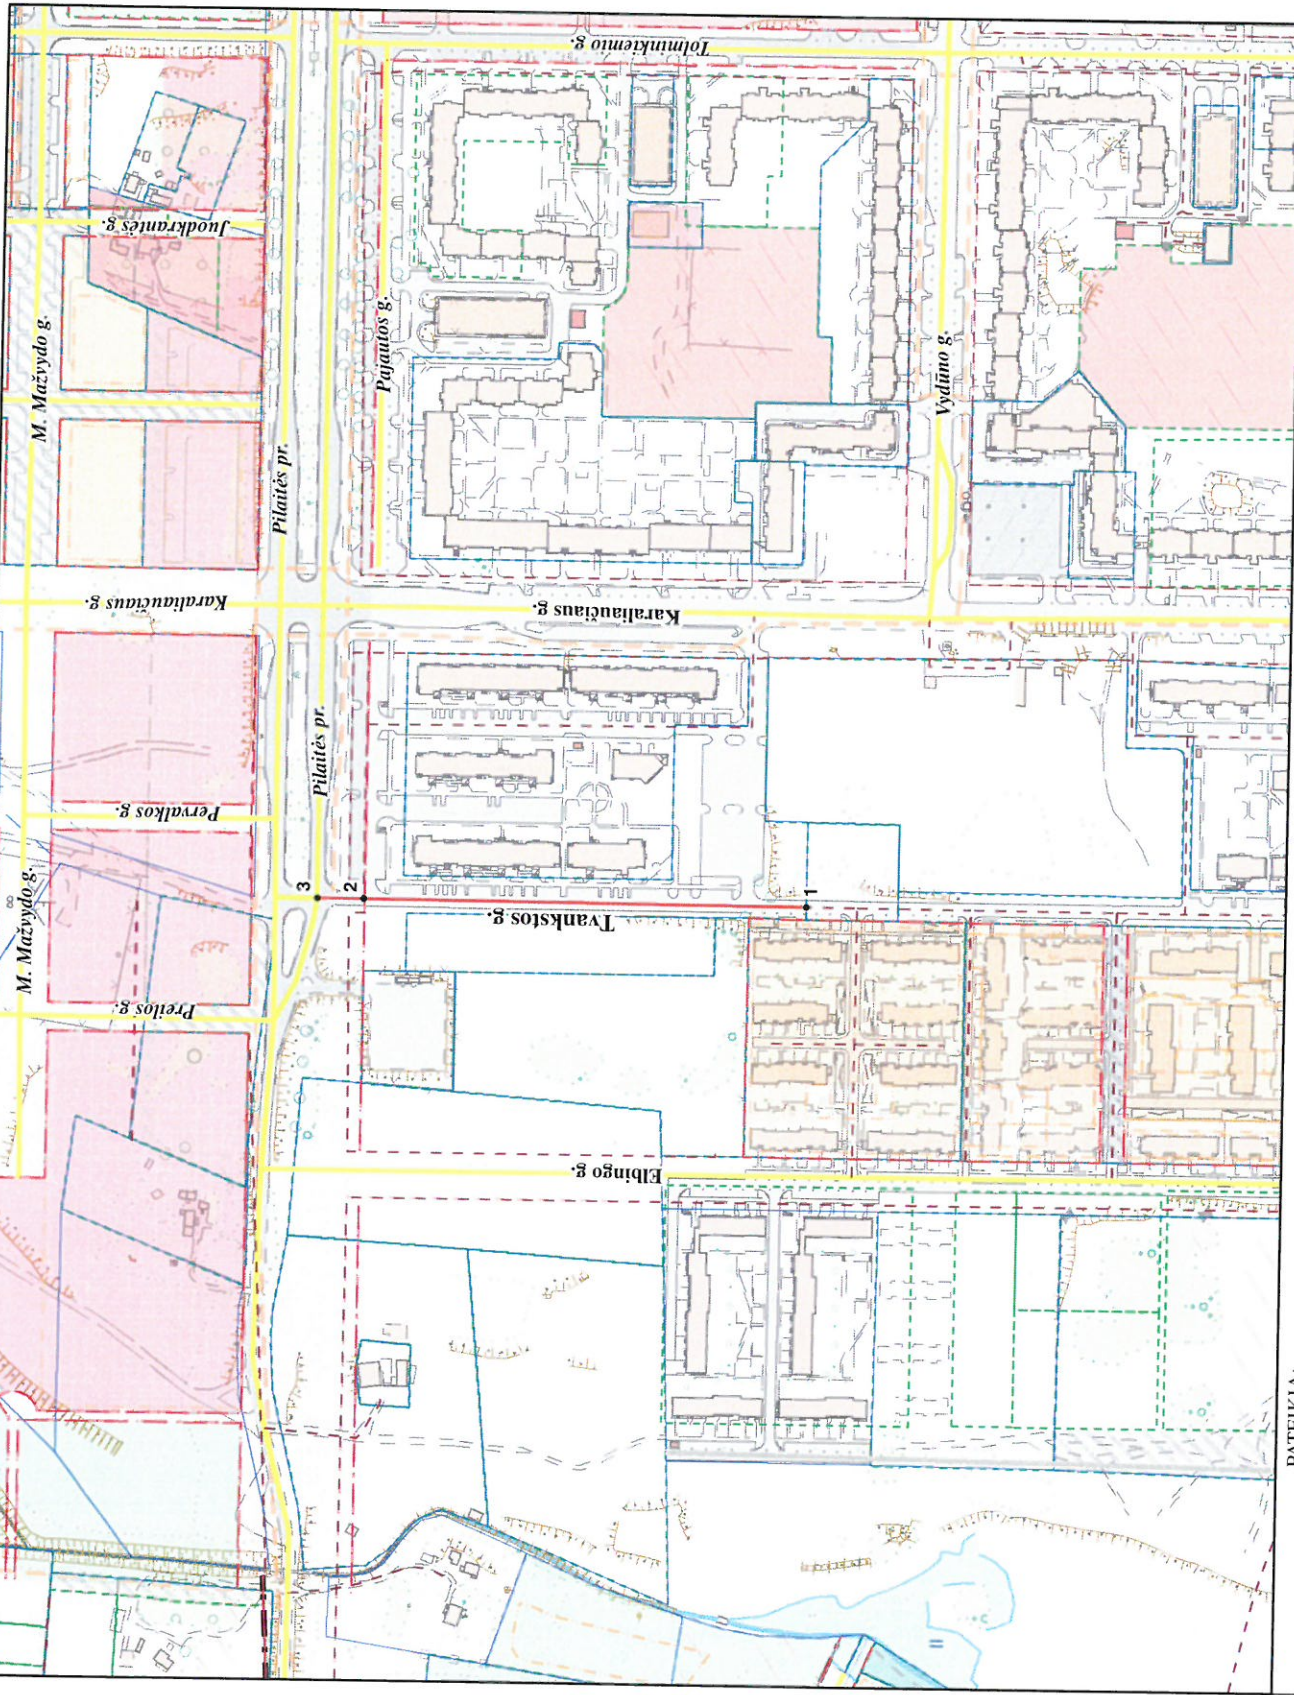 Tolminkiemio g.
Juodkrantės g.
M. Mažvydo g.
Pajautos g.
Vydūno g.
Pilaitės pr.
Karaliaučiaus g.
Karaliaučiaus g.
Pilaitės pr.
Pervalkos g.
3
2
1
Tvankstos g.
M. Mažvydo g.
Preilos g.
Elbingo g.